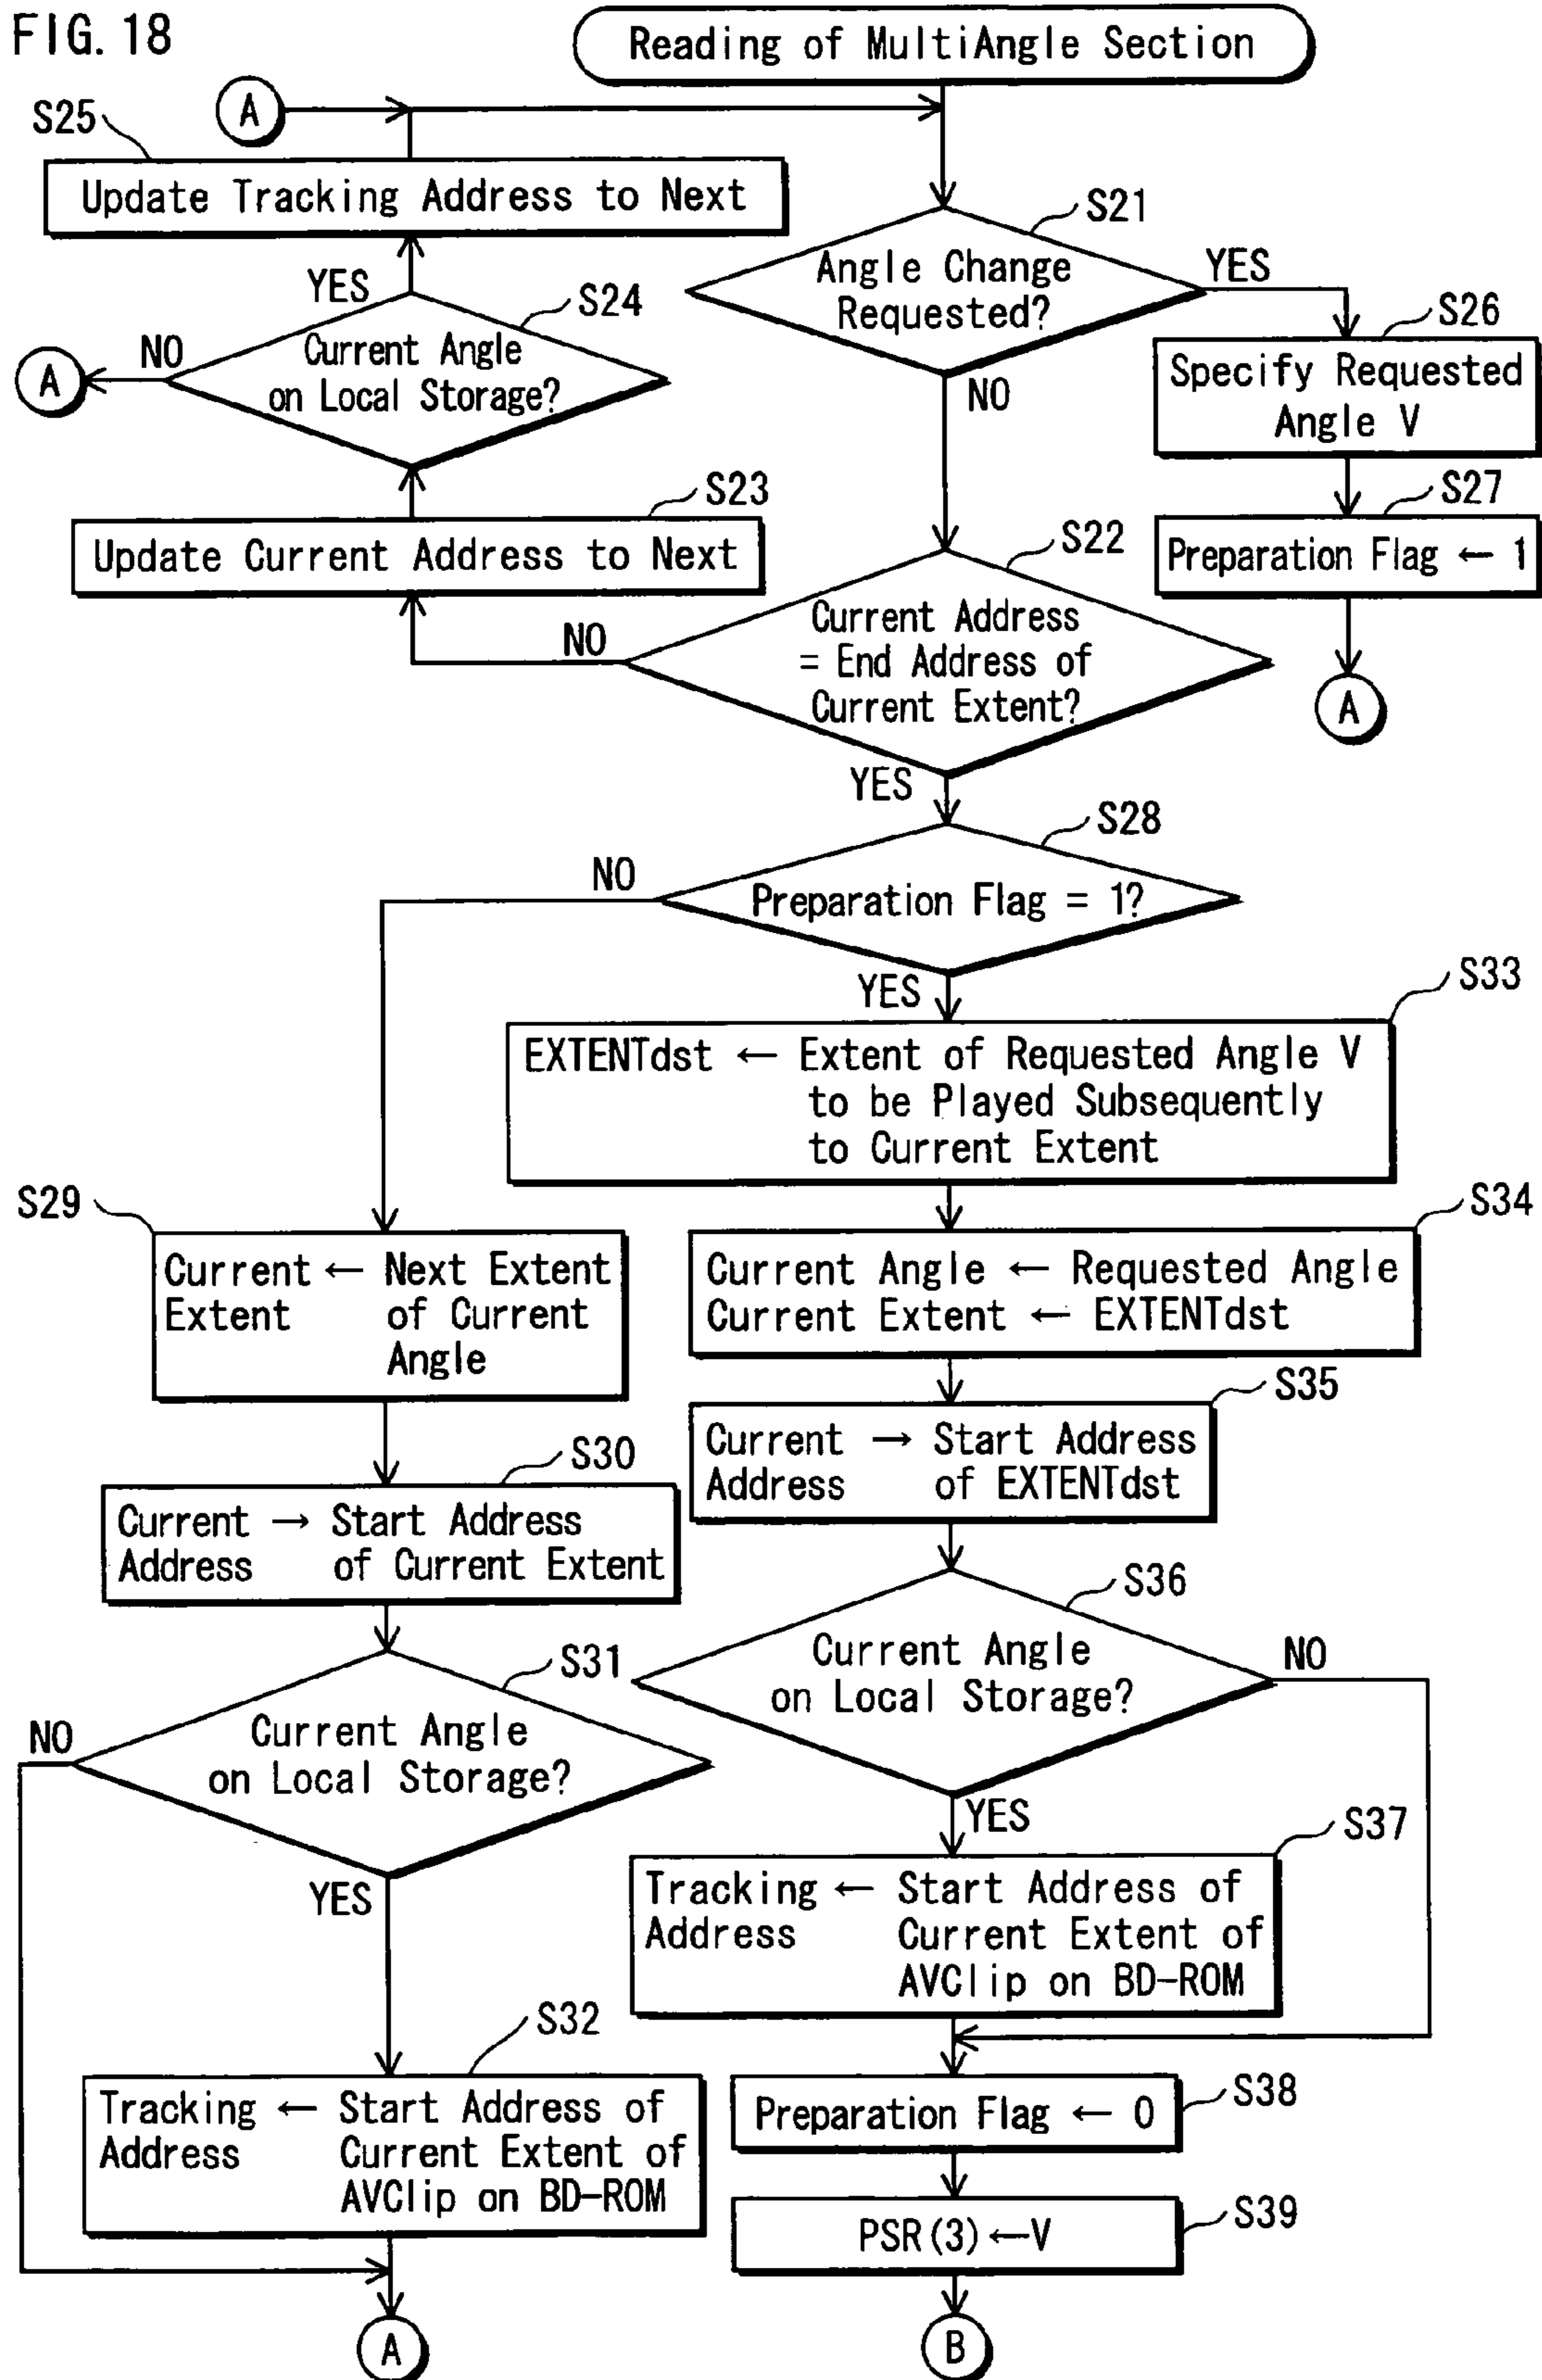 FIG. 18
Reading of MultiAngle Section
A
S25
Update Tracking Address to Next
S21
Angle Change
Requested?
YES
NO
YES
S24
Current Angle
on Local Storage?
NO
A
S26
Specify Requested
Angle V
S27
Preparation Flag ← 1
A
S23
Update Current Address to Next
S22
Current Address
= End Address of
Current Extent?
NO
YES
S28
Preparation Flag = 1?
NO
YES
S33
EXTENTdst ← Extent of Requested Angle V
to be Played Subsequently
to Current Extent
S29
Current ← Next Extent
Extent of Current
Angle
S34
Current Angle ← Requested Angle
Current Extent ← EXTENTdst
S35
Current → Start Address
Address of EXTENTdst
S30
Current → Start Address
Address of Current Extent
S36
Current Angle
on Local Storage?
NO
YES
S31
Current Angle
on Local Storage?
NO
YES
S37
Tracking ← Start Address of
Address Current Extent of
AVClip on BD-ROM
S32
Tracking ← Start Address of
Address Current Extent of
AVClip on BD-ROM
S38
Preparation Flag ← 0
S39
PSR(3)←V
A
B